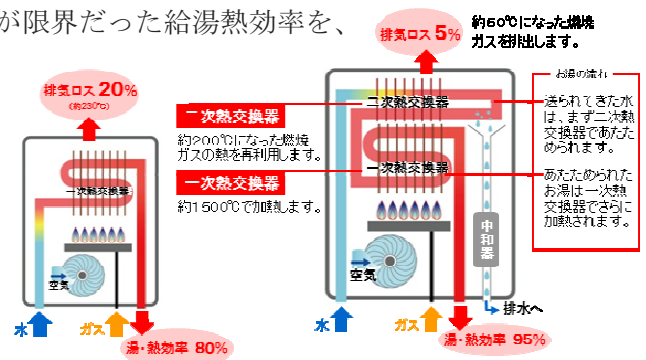 が限界だった給湯熱効率を、
排気ロス 20%
(約230℃)
一次熱交換器
空気
水
ガス
湯・熱効率 80%
二次熱交換器
約200℃になった燃焼
ガスの熱を再利用します。
一次熱交換器
約1500℃で加熱します。
排気ロス 5%
約60℃になった燃焼
ガスを排出します。
二次熱交換器
一次熱交換器
空気
中和器
水
ガス
排水へ
湯・熱効率 95%
お湯の流れ
送られてきた水
は、まず二次熱
交換器であたた
められます。
あたためられた
お湯は一次熱
交換器でさらに
加熱されます。